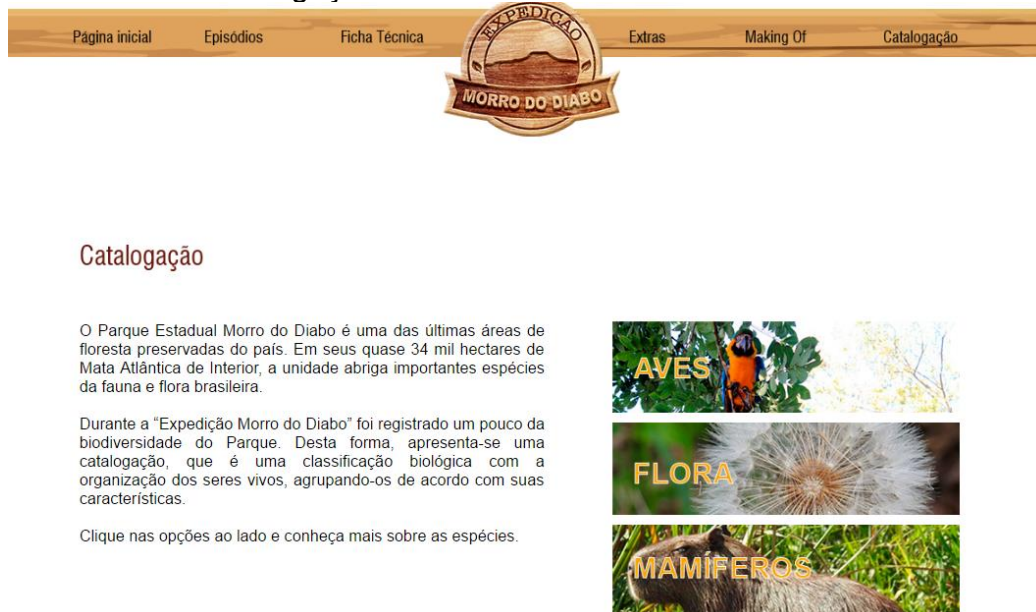 Página inicial
Episódios
Ficha Técnica
EXPEDIÇÃO
MORRO DO DIABO
Extras
Making Of
Catalogação
Catalogação
O Parque Estadual Morro do Diabo é uma das últimas áreas de
floresta preservadas do país. Em seus quase 34 mil hectares de
Mata Atlântica de Interior, a unidade abriga importantes espécies
da fauna e flora brasileira.
Durante a “Expedição Morro do Diabo” foi registrado um pouco da
biodiversidade do Parque. Desta forma, apresenta-se uma
catalogação, que é uma classificação biológica com a
organização dos seres vivos, agrupando-os de acordo com suas
características.
Clique nas opções ao lado e conheça mais sobre as espécies.
AVES
FLORA
MAMÍFEROS